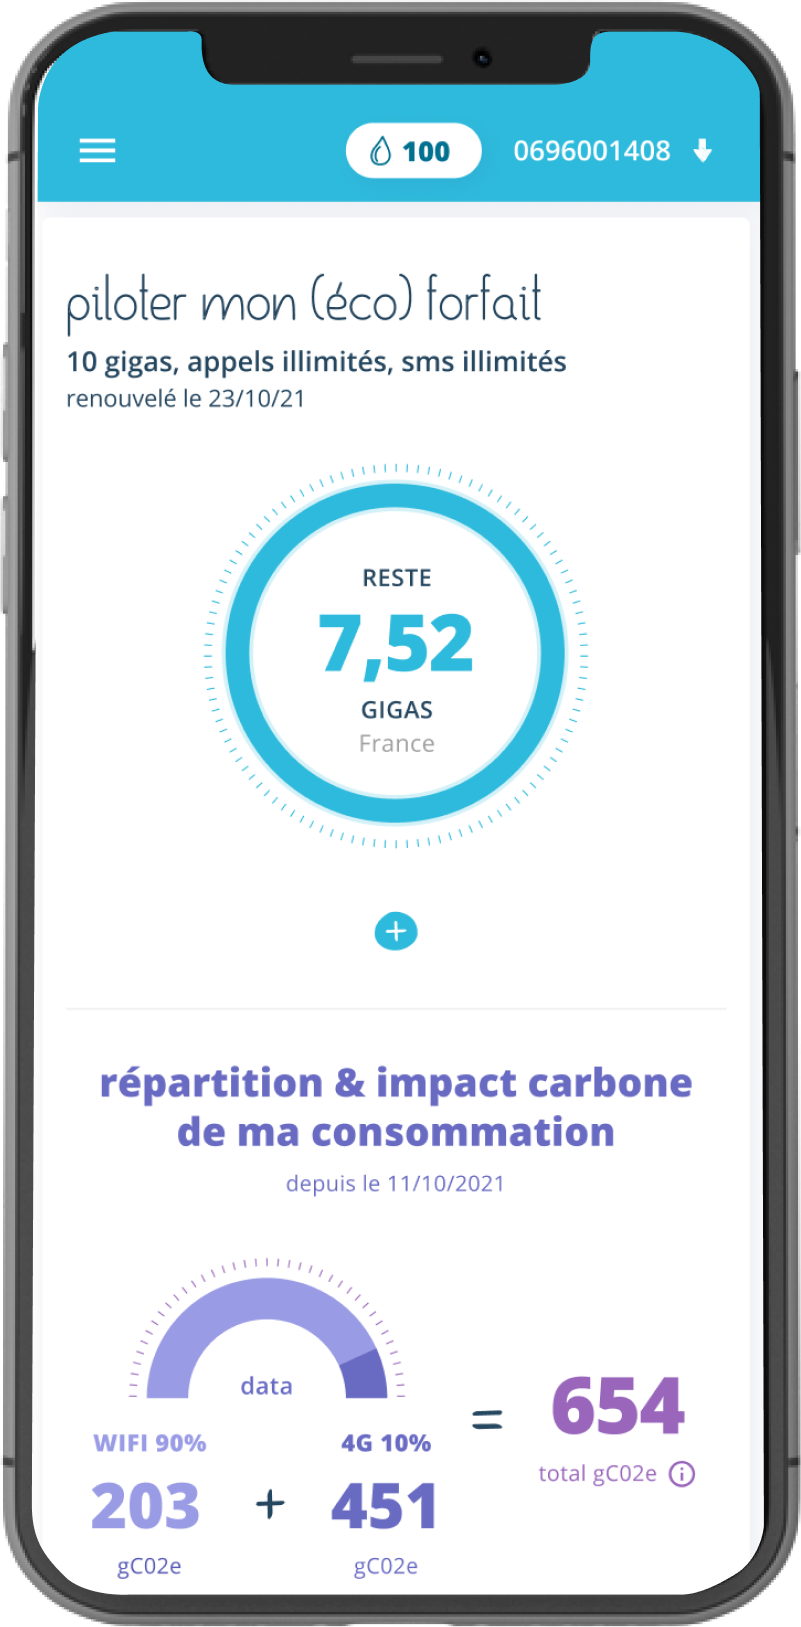 100
0696001408
piloter mon (éco) forfait
10 gigas, appels illimités, sms illimités
renouvelé le 23/10/21
RESTE
7,52
GIGAS
France
+
répartition & impact carbone
de ma consommation
depuis le 11/10/2021
data
WIFI 90%
4G 10%
203 + 451 = 654
gC02e
gC02e
total gC02e